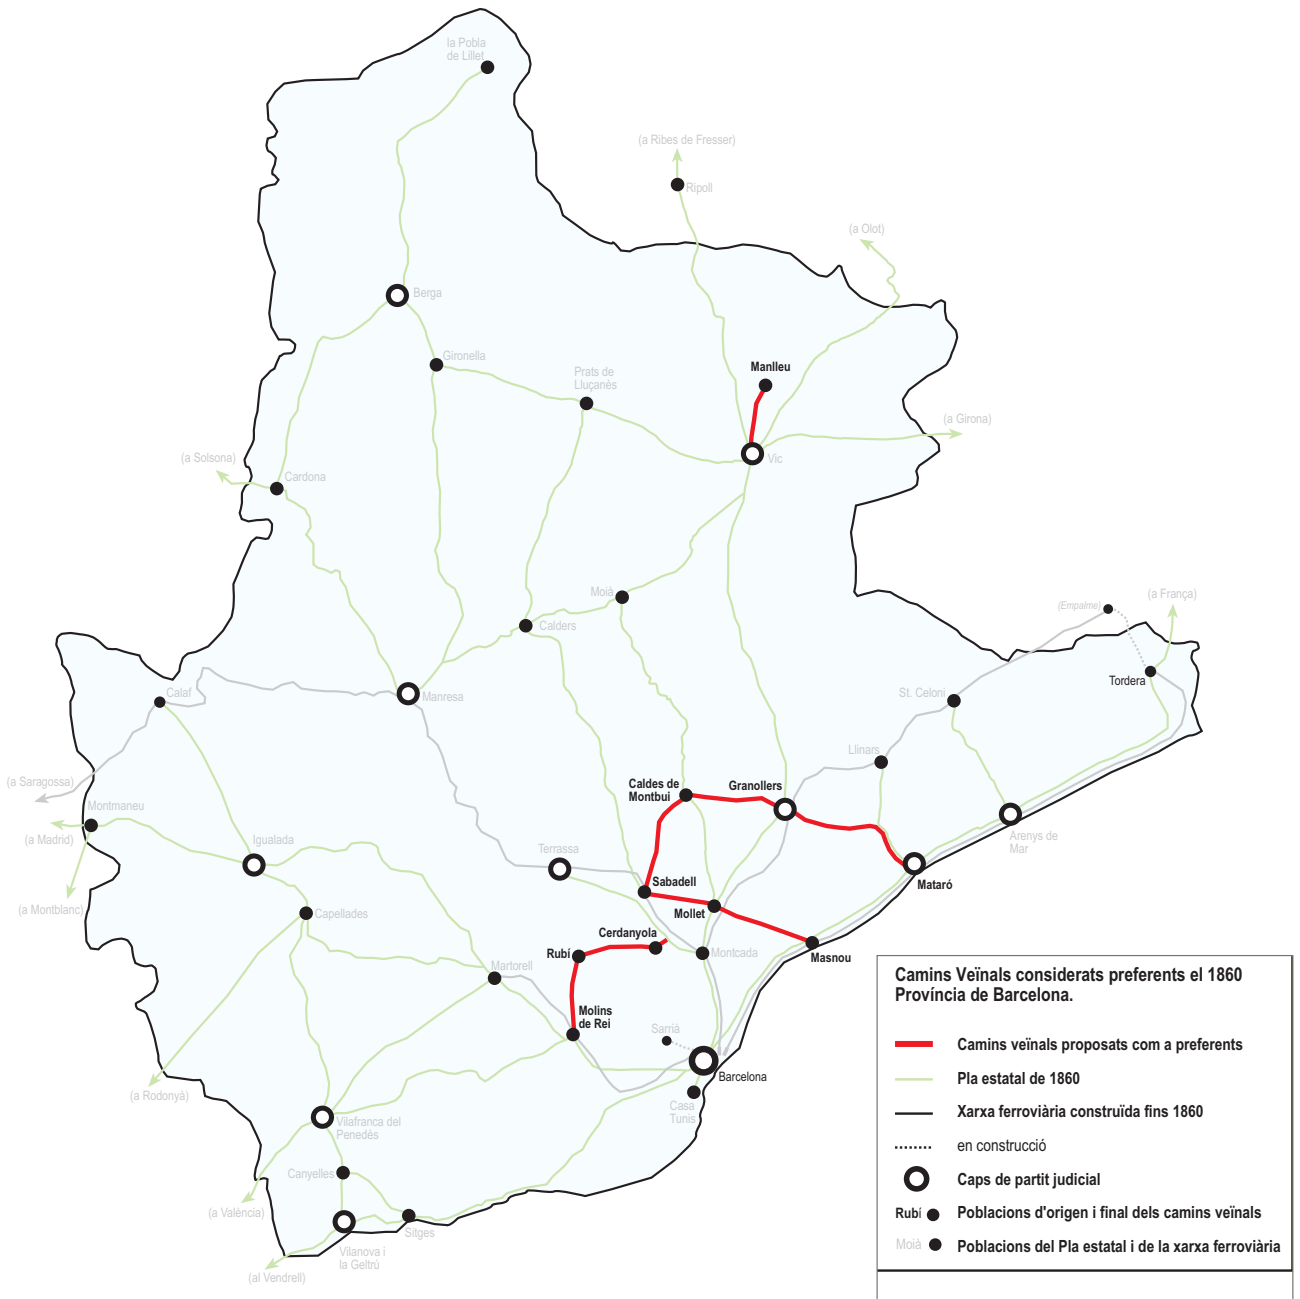 la Pobla
de Lillet
(a Ribes de Fresser)
Ripoll
(a Olot)
Berga
Gironella
Manlleu
Prats de
Lluçanès
(a Girona)
(a Solsona)
Vic
Cardona
Moià
(a França)
(Empalme)
Calders
Tordera
Calaf
Manresa
St. Celoni
Llinars
(a Saragossa)
Caldes de
Montbui
Granollers
Montmaneu
(a Madrid)
Igualada
Terrassa
Arenys de
Mar
Sabadell
Mataró
(a Montblanc)
Capellades
Mollet
Cerdanyola
Rubí
Montcada
Masnou
Martorell
Molins
de Rei
Sarrià
Barcelona
(a Rodonyà)
Casa
Tunis
Vilafranca del
Penedès
Canyelles
(a València)
Sitges
Vilanova i
la Geltrú
(al Vendrell)
Camins Veïnals considerats preferents el 1860
Província de Barcelona.
Camins veïnals proposats com a preferents
Pla estatal de 1860
Xarxa ferroviària construïda fins 1860
en construcció
Caps de partit judicial
Rubí Poblacions d'origen i final dels camins veïnals
Moià Poblacions del Pla estatal i de la xarxa ferroviària